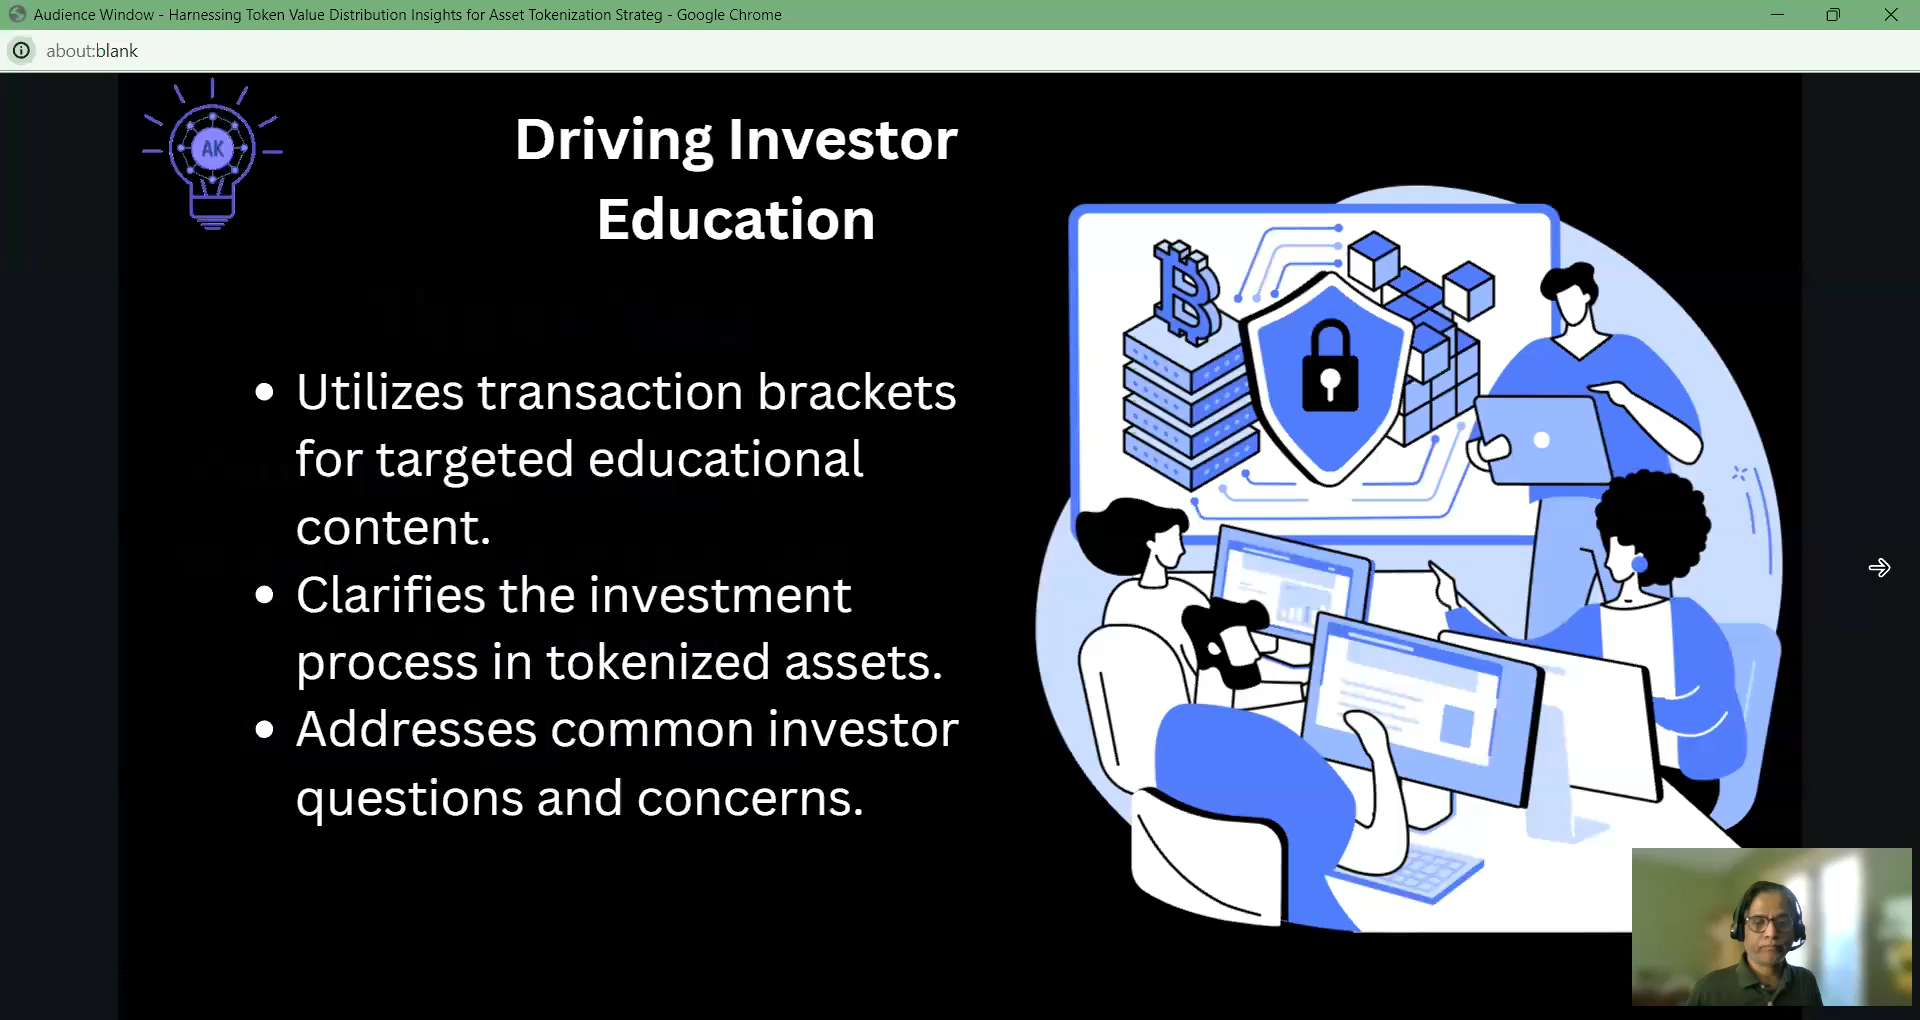 Audience Window - Harnessing Token Value Distribution Insights for Asset Tokenization Strateg - Google Chrome
about:blank
AK
Driving Investor
Education
• Utilizes transaction brackets
for targeted educational
content.
• Clarifies the investment
process in tokenized assets.
• Addresses common investor
questions and concerns.